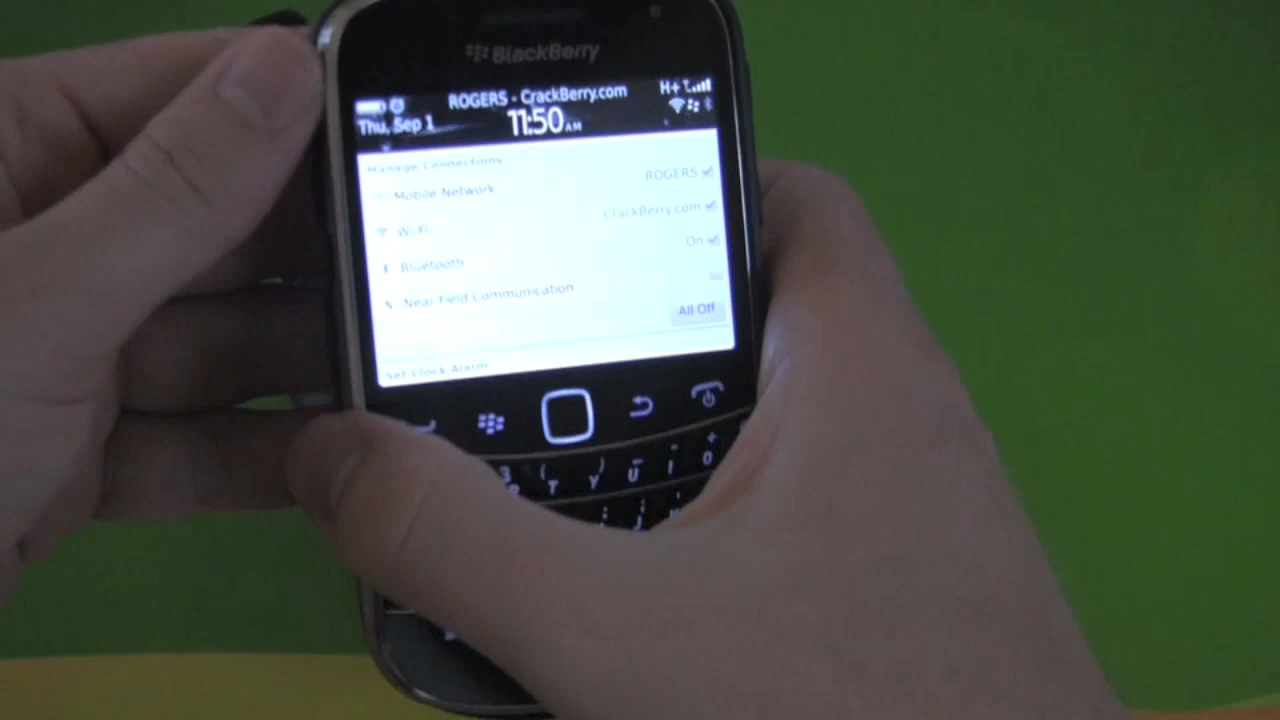 BlackBerry
ROGERS - CrackBerry.com
H+
Thu, Sep 1
11:50 AM
Manage Connections
Mobile Network ROGERS
Wi-Fi CrackBerry.com
Bluetooth On
Near Field Communication
All Off
Set Clock Alarm
3 ( ) _ - +
T Y U I O